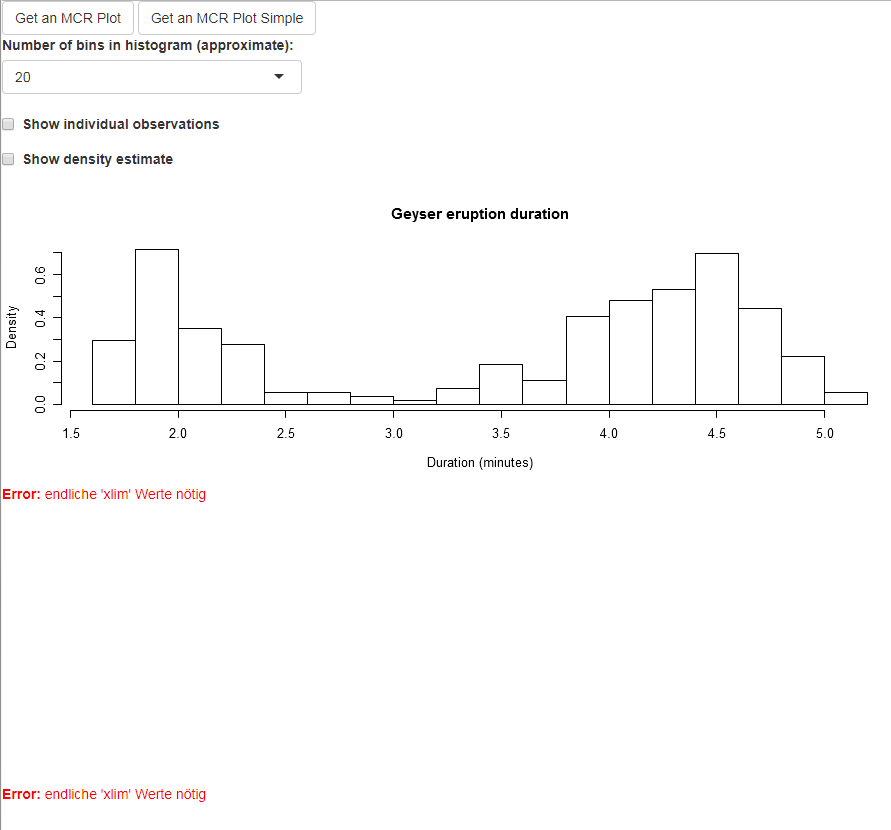 Get an MCR Plot Get an MCR Plot Simple
Number of bins in histogram (approximate):
20
Show individual observations
Show density estimate
Geyser eruption duration
Density
0.6
0.4
0.2
0.0
1.5 2.0 2.5 3.0 3.5 4.0 4.5 5.0
Duration (minutes)
Error: endliche 'xlim' Werte nötig
Error: endliche 'xlim' Werte nötig